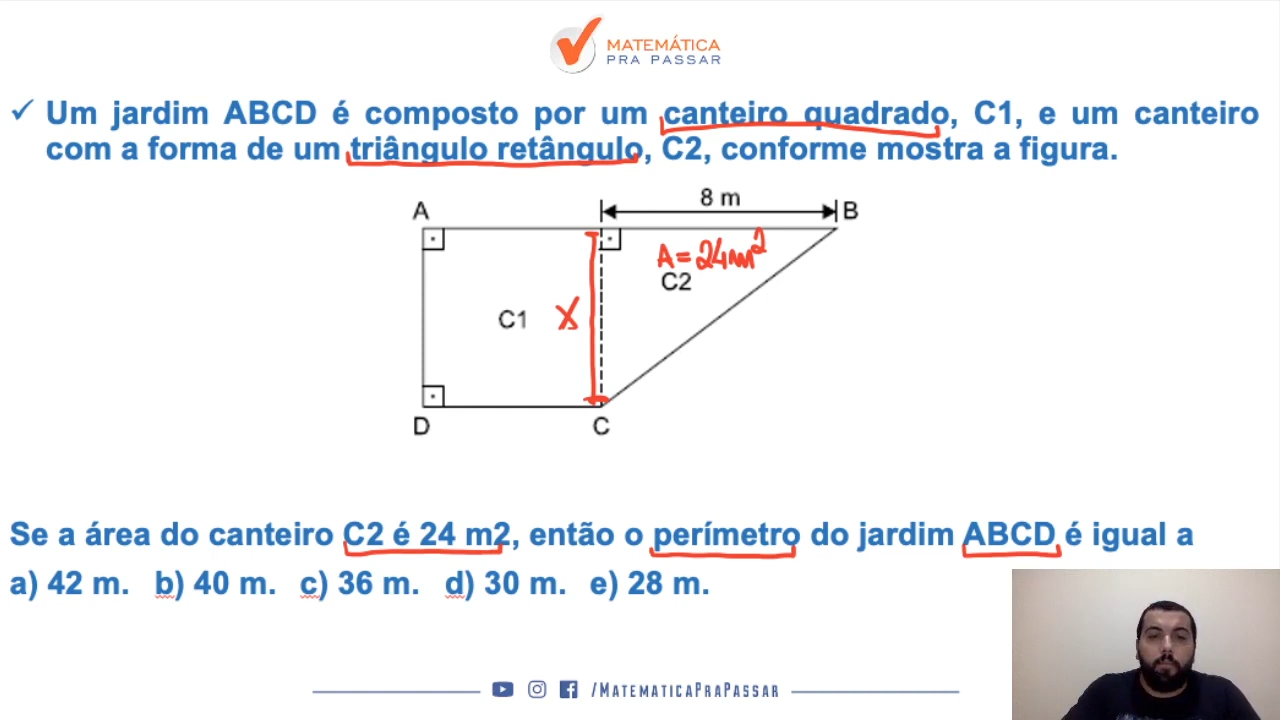 MATEMÁTICA
PRA PASSAR
✓ Um jardim ABCD é composto por um canteiro quadrado, C1, e um canteiro
com a forma de um triângulo retângulo, C2, conforme mostra a figura.
8 m
A
B
A = 24m²
C2
C1
X
D
C
Se a área do canteiro C2 é 24 m2, então o perímetro do jardim ABCD é igual a
a) 42 m. b) 40 m. c) 36 m. d) 30 m. e) 28 m.
/MATEMATICAPRAPASSAR